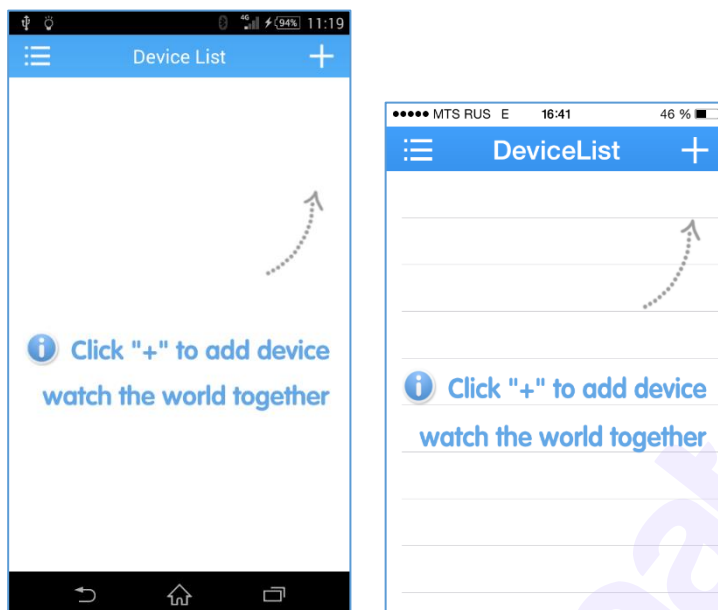 4G 94% 11:19
Device List
Click "+" to add device
watch the world together
MTS RUS E 16:41 46 %
DeviceList
Click "+" to add device
watch the world together